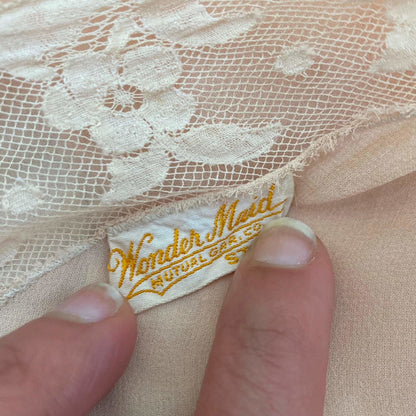 Wonder Maid
MUTUAL GAR. CO.